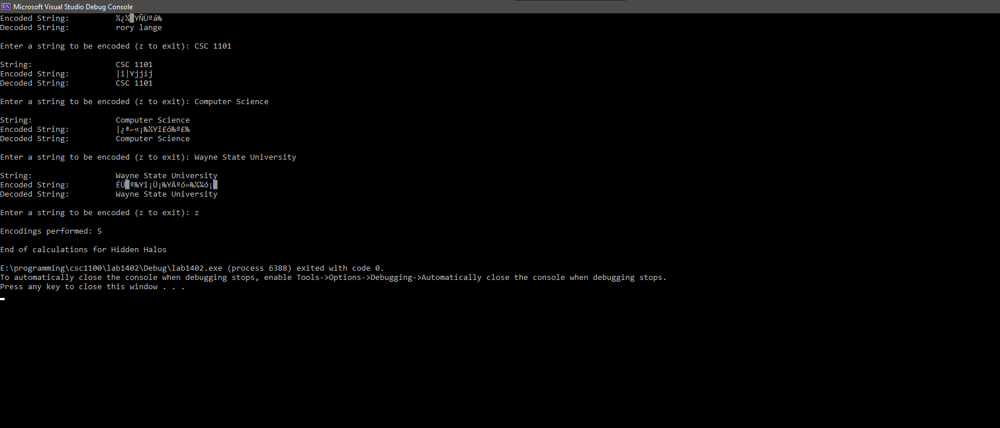 Microsoft Visual Studio Debug Console
Encoded String: ¼¿¼▓YÑÜºá‰
Decoded String: rory lange
Enter a string to be encoded (z to exit): CSC 1101
String: CSC 1101
Encoded String: |î|Yjjij
Decoded String: CSC 1101
Enter a string to be encoded (z to exit): Computer Science
String: Computer Science
Encoded String: |¿ª⌐«¡‰½Yî£ó‰º£‰
Decoded String: Computer Science
Enter a string to be encoded (z to exit): Wayne State University
String: Wayne State University
Encoded String: ÉÜ▓º‰Yî¡Ü¡‰YÄºó»‰½¼ó¡▓
Decoded String: Wayne State University
Enter a string to be encoded (z to exit): z
Encodings performed: 5
End of calculations for Hidden Halos
E:\programming\csc1100\lab1402\Debug\lab1402.exe (process 6388) exited with code 0.
To automatically close the console when debugging stops, enable Tools->Options->Debugging->Automatically close the console when debugging stops.
Press any key to close this window . . .